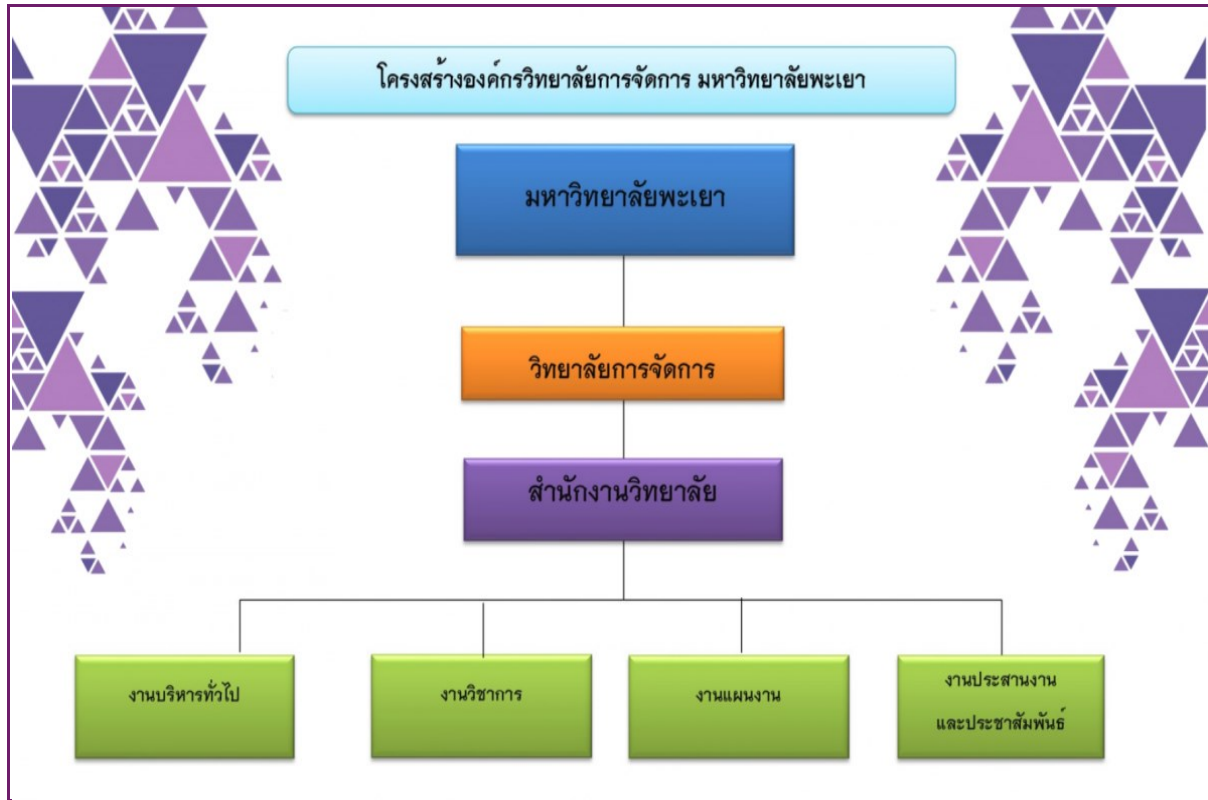 โครงสร้างองค์กรวิทยาลัยการจัดการ มหาวิทยาลัยพะเยา
มหาวิทยาลัยพะเยา
วิทยาลัยการจัดการ
สำนักงานวิทยาลัย
งานบริหารทั่วไป
งานวิชาการ
งานแผนงาน
งานประสานงาน
และประชาสัมพันธ์